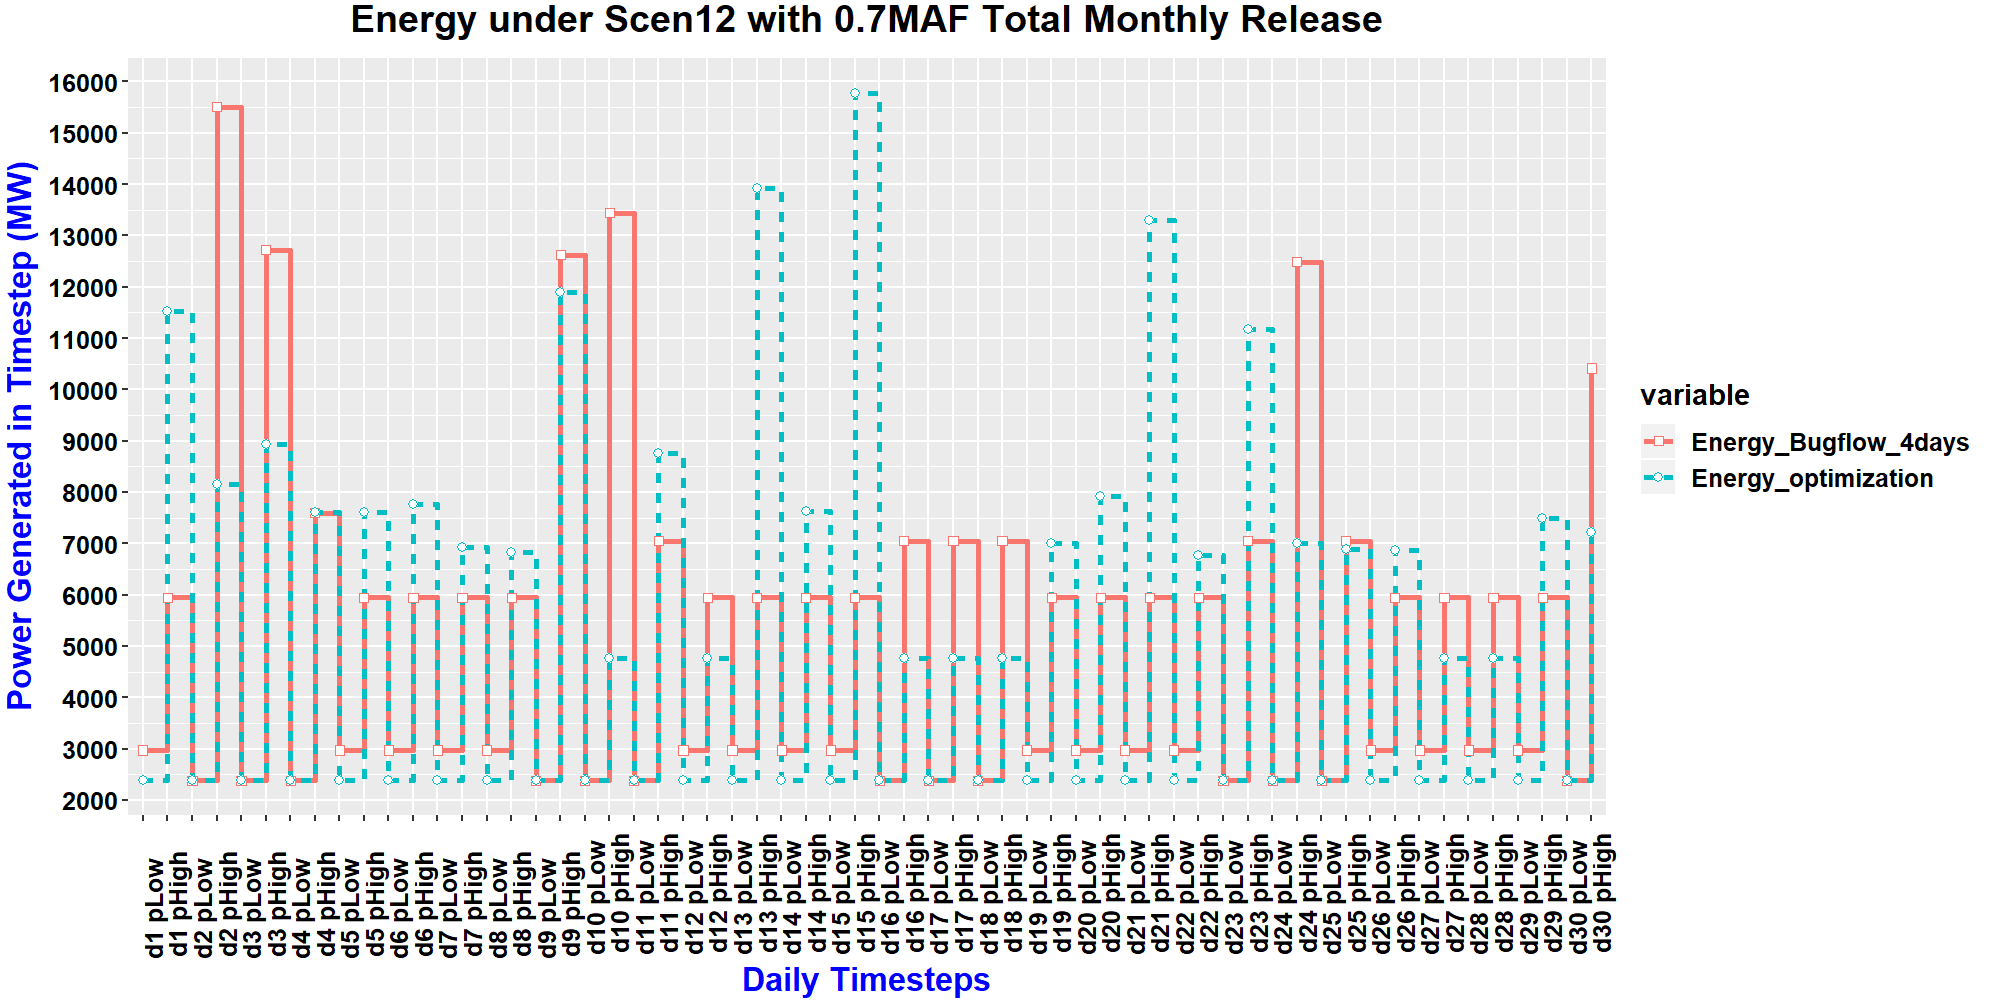 Energy under Scen12 with 0.7MAF Total Monthly Release
Power Generated in Timestep (MW)
16000
15000
14000
13000
12000
11000
10000
9000
8000
7000
6000
5000
4000
3000
2000
d1 pLow
d1 pHigh
d2 pLow
d2 pHigh
d3 pLow
d3 pHigh
d4 pLow
d4 pHigh
d5 pLow
d5 pHigh
d6 pLow
d6 pHigh
d7 pLow
d7 pHigh
d8 pLow
d8 pHigh
d9 pLow
d9 pHigh
d10 pLow
d10 pHigh
d11 pLow
d11 pHigh
d12 pLow
d12 pHigh
d13 pLow
d13 pHigh
d14 pLow
d14 pHigh
d15 pLow
d15 pHigh
d16 pLow
d16 pHigh
d17 pLow
d17 pHigh
d18 pLow
d18 pHigh
d19 pLow
d19 pHigh
d20 pLow
d20 pHigh
d21 pLow
d21 pHigh
d22 pLow
d22 pHigh
d23 pLow
d23 pHigh
d24 pLow
d24 pHigh
d25 pLow
d25 pHigh
d26 pLow
d26 pHigh
d27 pLow
d27 pHigh
d28 pLow
d28 pHigh
d29 pLow
d29 pHigh
d30 pLow
d30 pHigh
Daily Timesteps
variable
Energy_Bugflow_4days
Energy_optimization